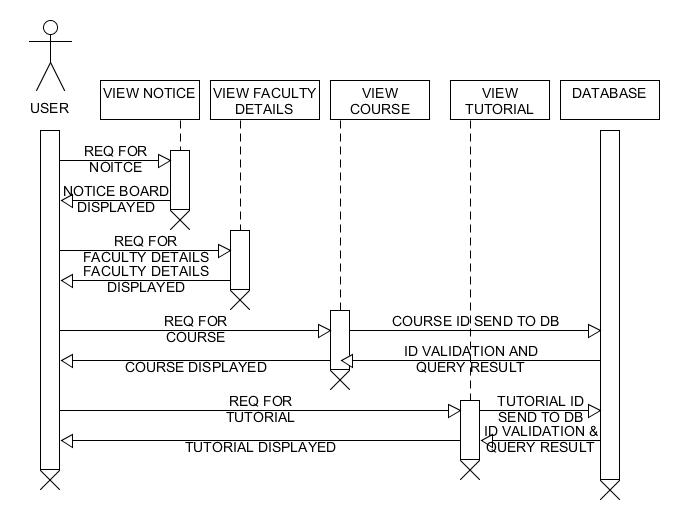 USER
VIEW NOTICE
VIEW FACULTY
DETAILS
VIEW
COURSE
VIEW
TUTORIAL
DATABASE
REQ FOR
NOITCE
NOTICE BOARD
DISPLAYED
REQ FOR
FACULTY DETAILS
FACULTY DETAILS
DISPLAYED
REQ FOR
COURSE
COURSE ID SEND TO DB
COURSE DISPLAYED
ID VALIDATION AND
QUERY RESULT
REQ FOR
TUTORIAL
TUTORIAL ID
SEND TO DB
TUTORIAL DISPLAYED
ID VALIDATION &
QUERY RESULT